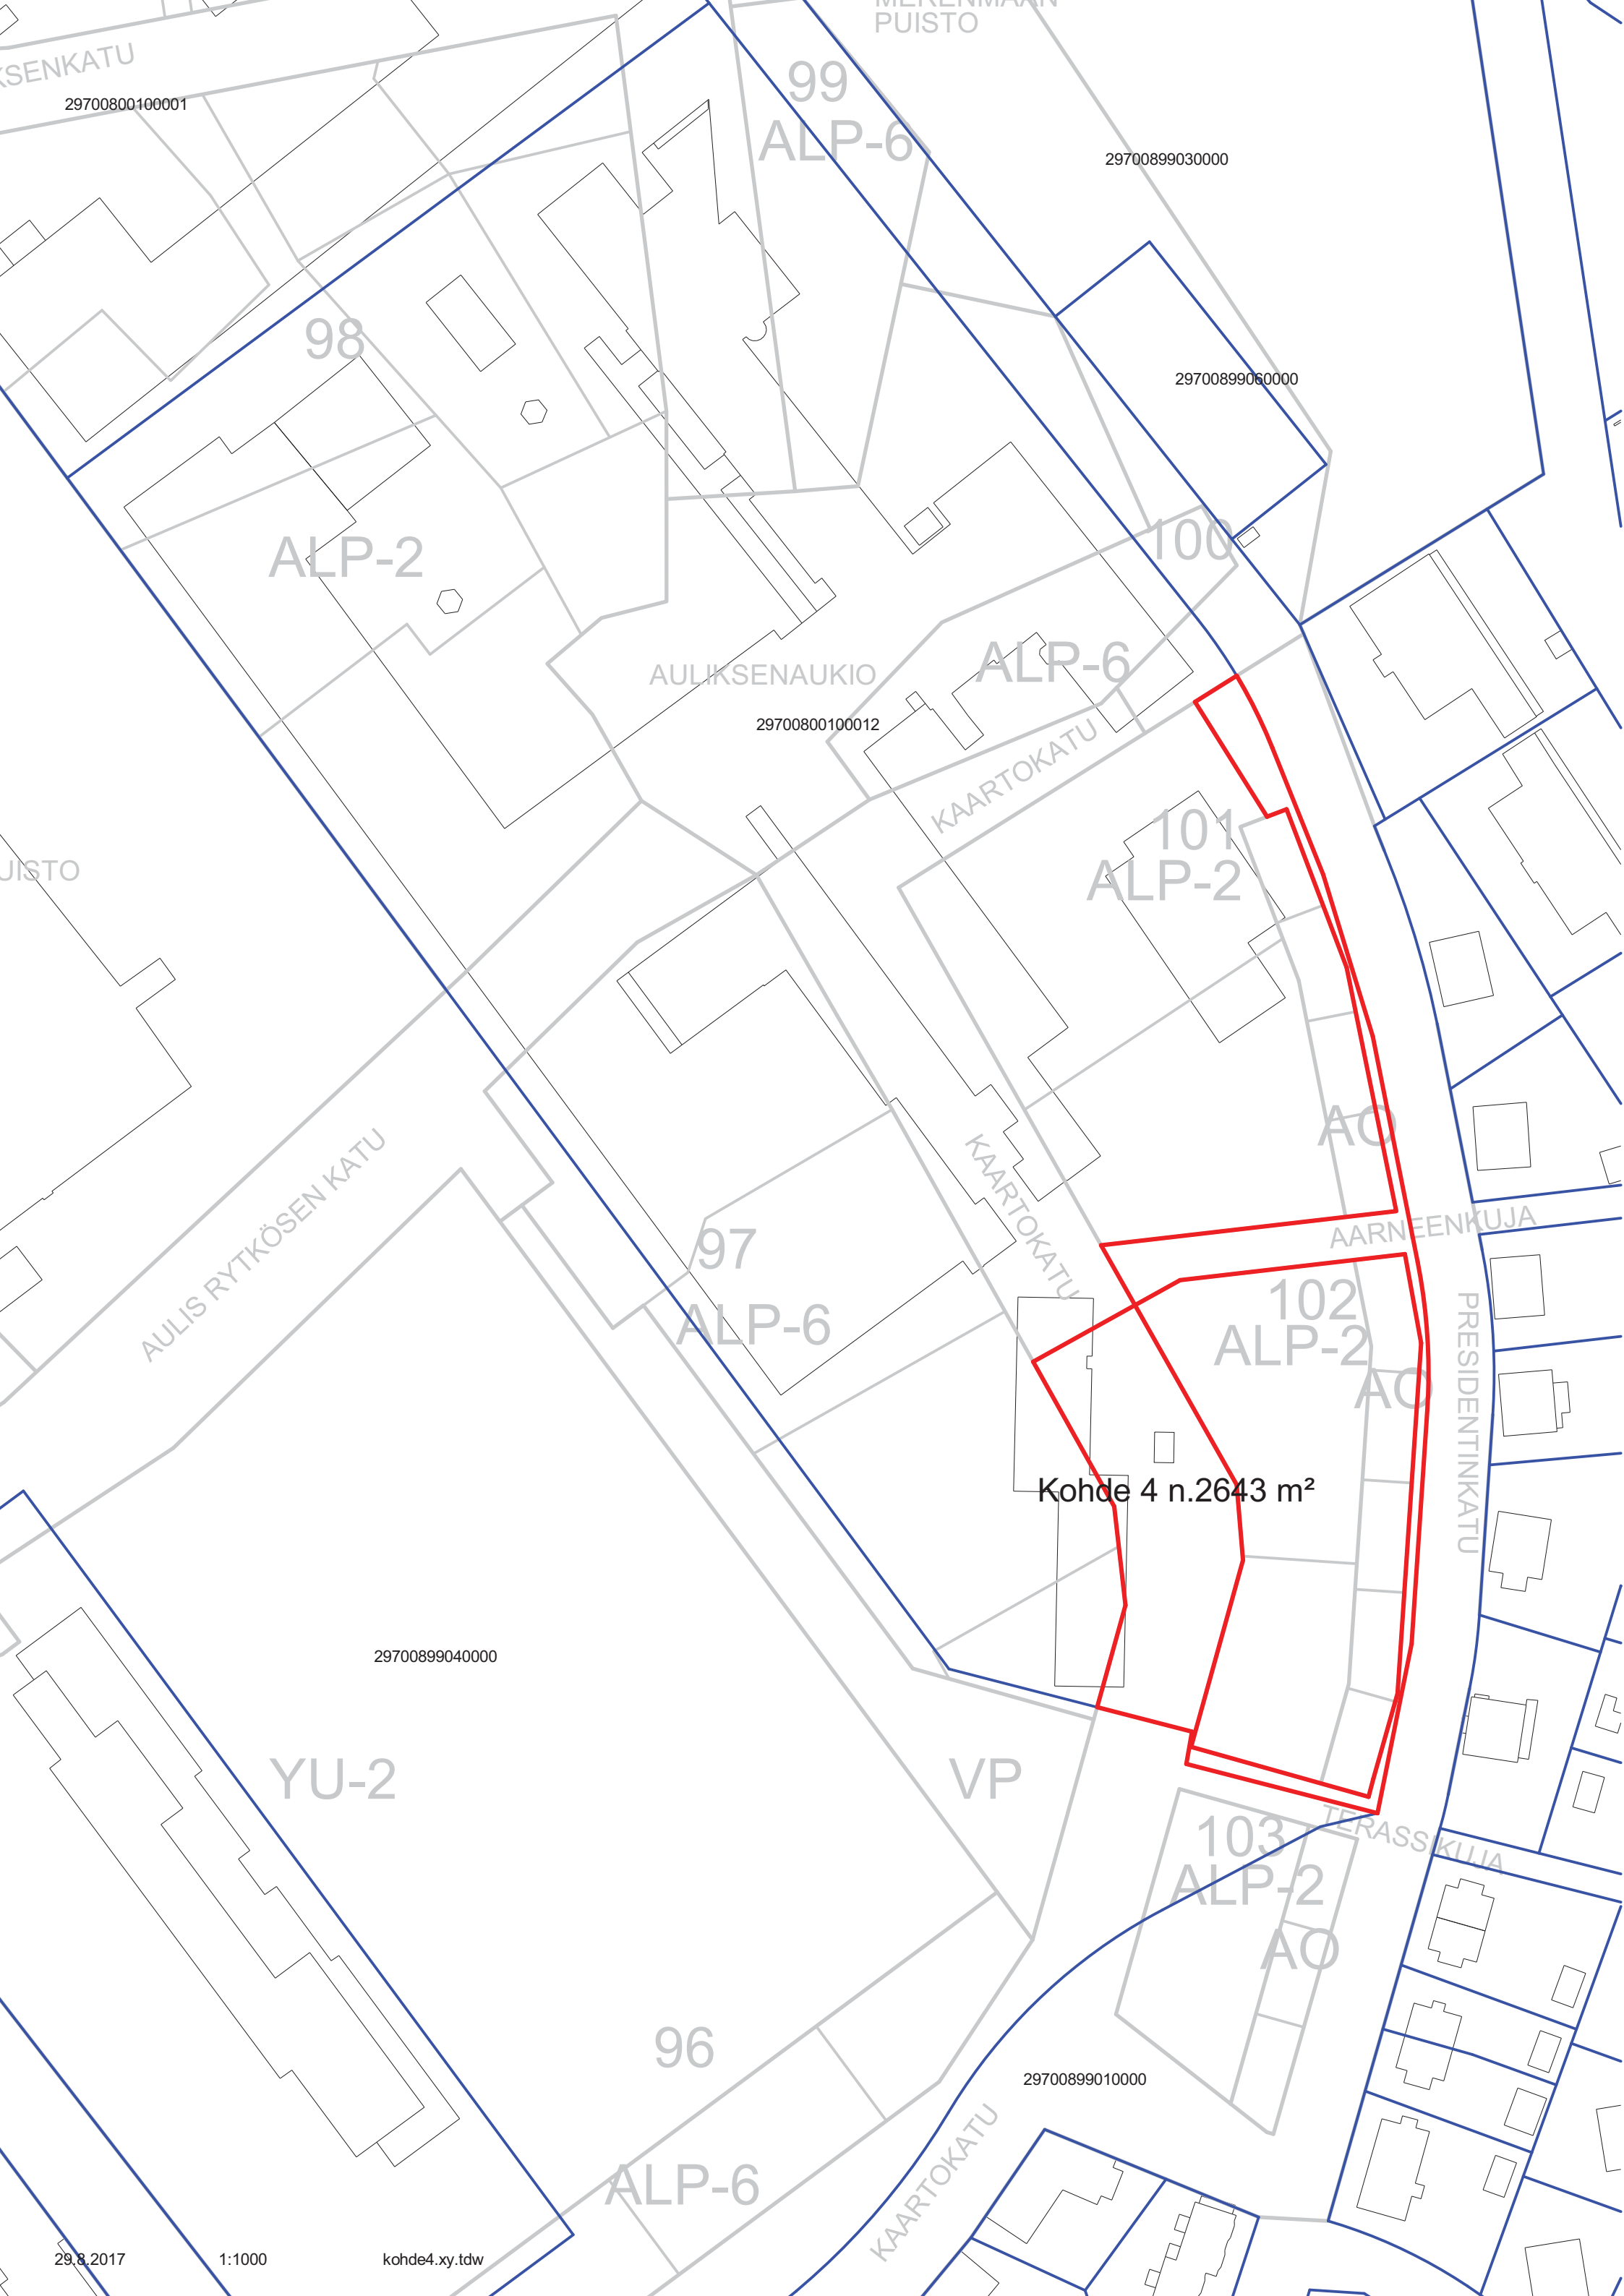 MERENMAAN
PUISTO
KSENKATU
29700800100001
99
ALP-6
29700899030000
98
29700899060000
ALP-2
100
ALP-6
AULIKSENAUKIO
29700800100012
KAARTOKATU
101
ALP-2
UISTO
AO
KAARTOKATU
AULIS RYTKÖSEN KATU
AARNEENKUJA
97
ALP-6
102
ALP-2
AO
PRESIDENTINKATU
Kohde 4 n.2643 m²
29700899040000
YU-2
VP
TERASSIKUJA
103
ALP-2
AO
96
29700899010000
ALP-6
KAARTOKATU
29.8.2017
1:1000
kohde4.xy.tdw